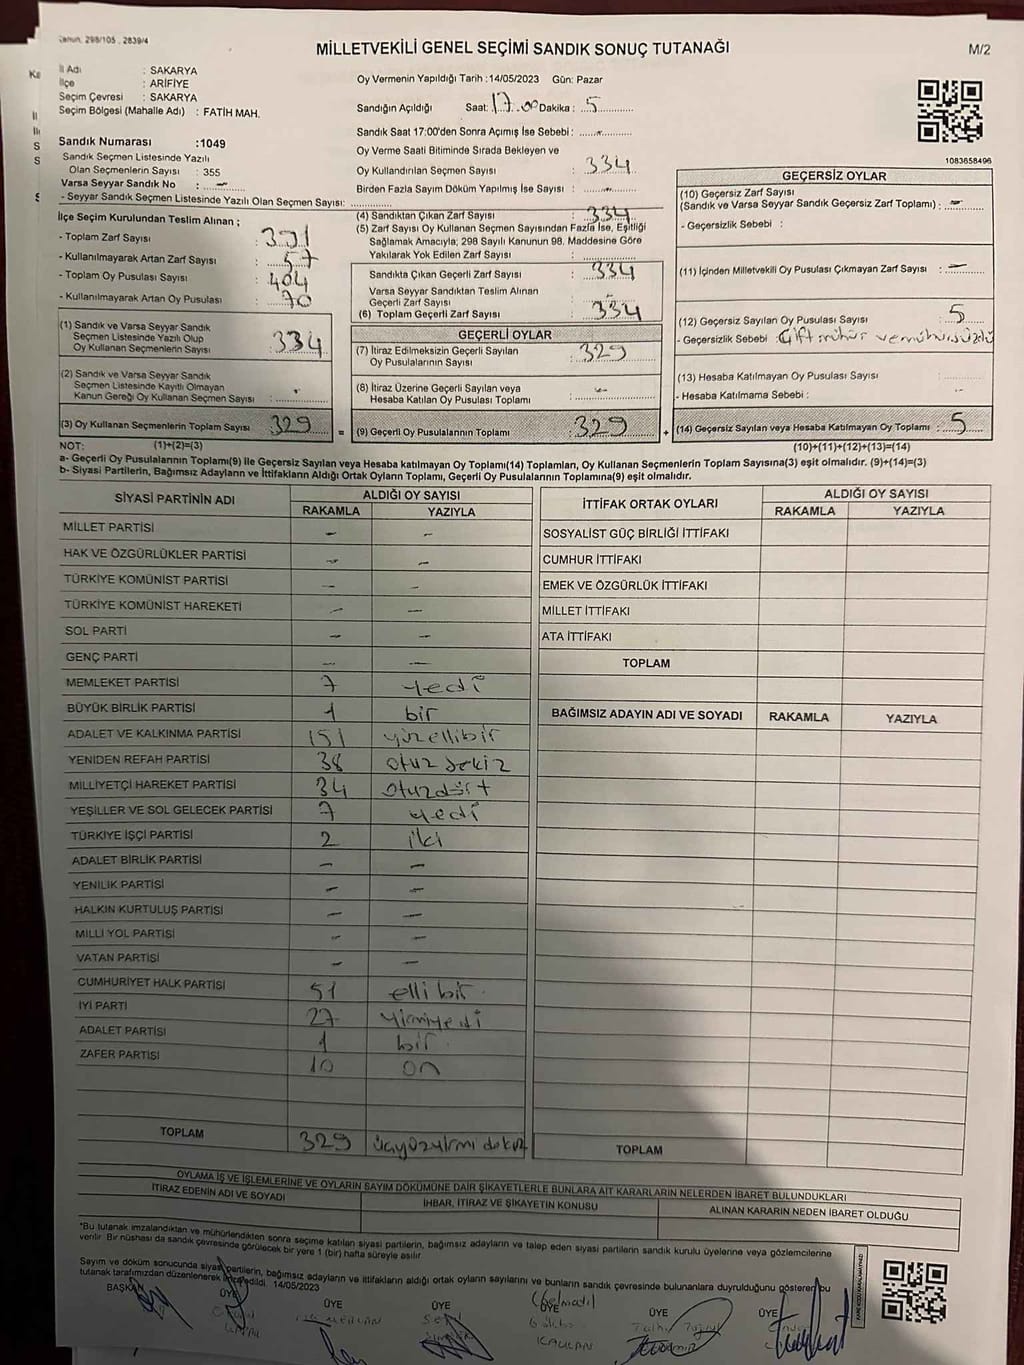 Kanun, 298/105 , 2839/4
MİLLETVEKİLİ GENEL SEÇİMİ SANDIK SONUÇ TUTANAĞI
M/2
İl Adı : SAKARYA
İlçe : ARİFİYE
Seçim Çevresi : SAKARYA
Seçim Bölgesi (Mahalle Adı) : FATİH MAH.
Oy Vermenin Yapıldığı Tarih :14/05/2023 Gün: Pazar
Sandığın Açıldığı Saat: 17.00 Dakika : 5
Sandık Saat 17:00'den Sonra Açımış İse Sebebi : -
Oy Verme Saati Bitiminde Sırada Bekleyen ve
Oy Kullandırılan Seçmen Sayısı : 334
Birden Fazla Sayım Döküm Yapılmış İse Sayısı : -
1083658496
Sandık Numarası :1049
Sandık Seçmen Listesinde Yazılı
Olan Seçmenlerin Sayısı : 355
Varsa Seyyar Sandık No : -
- Seyyar Sandık Seçmen Listesinde Yazılı Olan Seçmen Sayısı:
İlçe Seçim Kurulundan Teslim Alınan ;
- Toplam Zarf Sayısı : 391
- Kullanılmayarak Artan Zarf Sayısı : 57
- Toplam Oy Pusulası Sayısı : 404
- Kullanılmayarak Artan Oy Pusulası : 70
(1) Sandık ve Varsa Seyyar Sandık
Seçmen Listesinde Yazılı Olup
Oy Kullanan Seçmenlerin Sayısı : 334
(2) Sandık ve Varsa Seyyar Sandık
Seçmen Listesinde Kayıtlı Olmayan
Kanun Gereği Oy Kullanan Seçmen Sayısı : -
(3) Oy Kullanan Seçmenlerin Toplam Sayısı 329
(4) Sandıktan Çıkan Zarf Sayısı : 334
(5) Zarf Sayısı Oy Kullanan Seçmen Sayısından Fazla İse, Eşitliği
Sağlamak Amacıyla; 298 Sayılı Kanunun 98. Maddesine Göre
Yakılarak Yok Edilen Zarf Sayısı :
Sandıkta Çıkan Geçerli Zarf Sayısı : 334
Varsa Seyyar Sandıktan Teslim Alınan
Geçerli Zarf Sayısı : -
(6) Toplam Geçerli Zarf Sayısı : 334
GEÇERLİ OYLAR
(7) İtiraz Edilmeksizin Geçerli Sayılan
Oy Pusulalarının Sayısı : 329
(8) İtiraz Üzerine Geçerli Sayılan veya
Hesaba Katılan Oy Pusulası Toplamı : -
= (9) Geçerli Oy Pusulalarının Toplamı : 329
GEÇERSİZ OYLAR
(10) Geçersiz Zarf Sayısı
(Sandık ve Varsa Seyyar Sandık Geçersiz Zarf Toplamı) : -
- Geçersizlik Sebebi :
(11) İçinden Milletvekili Oy Pusulası Çıkmayan Zarf Sayısı : -
(12) Geçersiz Sayılan Oy Pusulası Sayısı : 5
- Geçersizlik Sebebi : Çift mühür ve mühürsüzlü
(13) Hesaba Katılmayan Oy Pusulası Sayısı :
- Hesaba Katılmama Sebebi : -
+ (14) Geçersiz Sayılan veya Hesaba Katılmayan Oy Toplamı : 5
NOT: (1)+(2)=(3)
(10)+(11)+(12)+(13)=(14)
a- Geçerli Oy Pusulalarının Toplamı(9) ile Geçersiz Sayılan veya Hesaba katılmayan Oy Toplamı(14) Toplamları, Oy Kullanan Seçmenlerin Toplam Sayısına(3) eşit olmalıdır. (9)+(14)=(3)
b- Siyasi Partilerin, Bağımsız Adayların ve İttifakların Aldığı Ortak Oyların Toplamı, Geçerli Oy Pusulalarının Toplamına(9) eşit olmalıdır.
SİYASİ PARTİNİN ADI ALDIĞI OY SAYISI
RAKAMLA YAZIYLA
MİLLET PARTİSİ - -
HAK VE ÖZGÜRLÜKLER PARTİSİ - -
TÜRKİYE KOMÜNİST PARTİSİ - -
TÜRKİYE KOMÜNİST HAREKETİ - -
SOL PARTİ - -
GENÇ PARTİ - -
MEMLEKET PARTİSİ 7 yedi
BÜYÜK BİRLİK PARTİSİ 1 bir
ADALET VE KALKINMA PARTİSİ 151 yüzellibir
YENİDEN REFAH PARTİSİ 38 otuz sekiz
MİLLİYETÇİ HAREKET PARTİSİ 34 otuzdört
YEŞİLLER VE SOL GELECEK PARTİSİ 7 yedi
TÜRKİYE İŞÇİ PARTİSİ 2 iki
ADALET BİRLİK PARTİSİ - -
YENİLİK PARTİSİ - -
HALKIN KURTULUŞ PARTİSİ - -
MİLLİ YOL PARTİSİ - -
VATAN PARTİSİ - -
CUMHURİYET HALK PARTİSİ 51 elli bir
İYİ PARTİ 27 yirmiyedi
ADALET PARTİSİ 1 bir
ZAFER PARTİSİ 10 on
TOPLAM 329 üçyüzyirmi dokuz
İTTİFAK ORTAK OYLARI ALDIĞI OY SAYISI
RAKAMLA YAZIYLA
SOSYALİST GÜÇ BİRLİĞİ İTTİFAKI
CUMHUR İTTİFAKI
EMEK VE ÖZGÜRLÜK İTTİFAKI
MİLLET İTTİFAKI
ATA İTTİFAKI
TOPLAM
BAĞIMSIZ ADAYIN ADI VE SOYADI RAKAMLA YAZIYLA
TOPLAM
OYLAMA İŞ VE İŞLEMLERİNE VE OYLARIN SAYIM DÖKÜMÜNE DAİR ŞİKAYETLERLE BUNLARA AİT KARARLARIN NELERDEN İBARET BULUNDUKLARI
İTİRAZ EDENİN ADI VE SOYADI İHBAR, İTİRAZ VE ŞİKAYETİN KONUSU ALINAN KARARIN NEDEN İBARET OLDUĞU
*Bu tutanak imzalandıktan ve mühürlendikten sonra seçime katılan siyasi partilerin, bağımsız adayların ve talep eden siyasi partilerin sandık kurulu üyelerine veya gözlemcilerine
verilir. Bir nüshası da sandık çevresinde görülecek bir yere 1 (bir) hafta süreyle asılır.
Sayım ve döküm sonucunda siyasi partilerin, bağımsız adayların ve ittifakların aldığı ortak oyların sayılarını ve bunların sandık çevresinde bulunanlara duyrulduğunu gösteren bu
tutanak tarafımızdan düzenlenerek imza edildi. 14/05/2023
BAŞKAN ÜYE ÜYE ÜYE ÜYE ÜYE ÜYE
(Gelmedi)